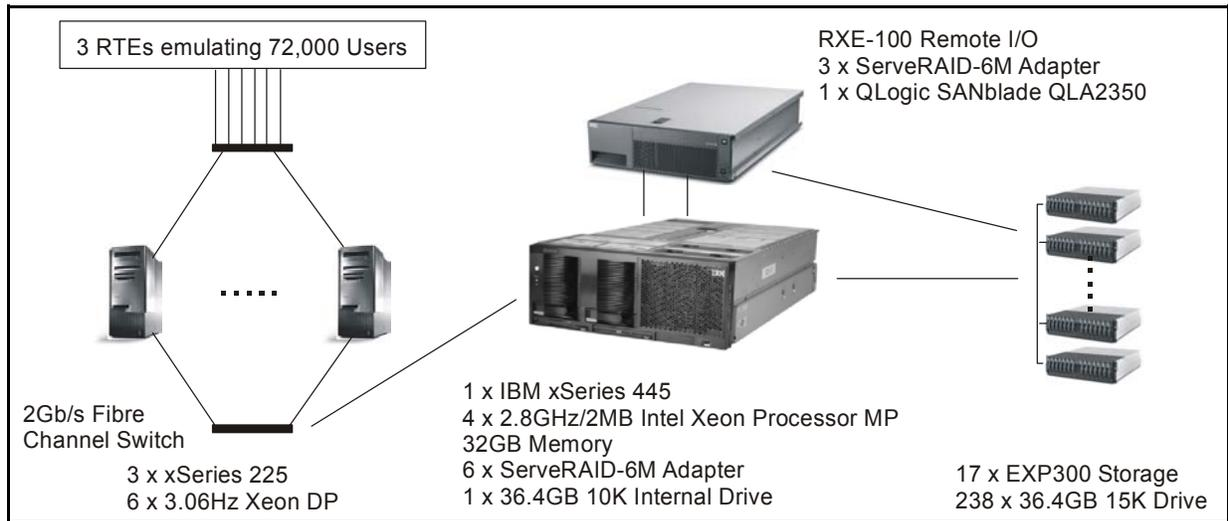 3 RTEs emulating 72,000 Users
RXE-100 Remote I/O
3 x ServeRAID-6M Adapter
1 x QLogic SANblade QLA2350
IBM
2Gb/s Fibre
Channel Switch
3 x xSeries 225
6 x 3.06Hz Xeon DP
1 x IBM xSeries 445
4 x 2.8GHz/2MB Intel Xeon Processor MP
32GB Memory
6 x ServeRAID-6M Adapter
1 x 36.4GB 10K Internal Drive
17 x EXP300 Storage
238 x 36.4GB 15K Drive